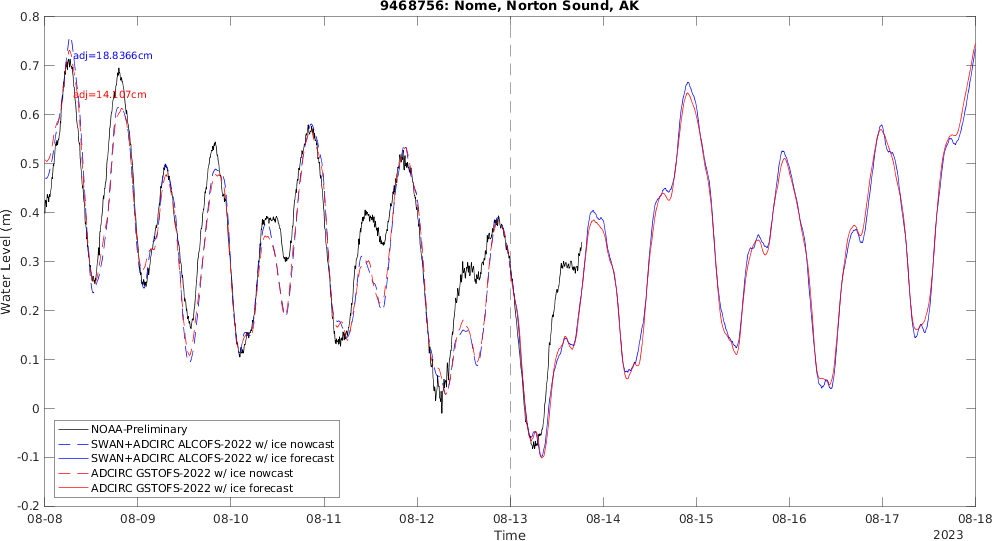 9468756: Nome, Norton Sound, AK
Water Level (m)
0.8
0.7
0.6
0.5
0.4
0.3
0.2
0.1
0
-0.1
-0.2
adj=18.8366cm
adj=14.107cm
NOAA-Preliminary
SWAN+ADCIRC ALCOFS-2022 w/ ice nowcast
SWAN+ADCIRC ALCOFS-2022 w/ ice forecast
ADCIRC GSTOFS-2022 w/ ice nowcast
ADCIRC GSTOFS-2022 w/ ice forecast
08-08 08-09 08-10 08-11 08-12 08-13 08-14 08-15 08-16 08-17 08-18
Time
2023